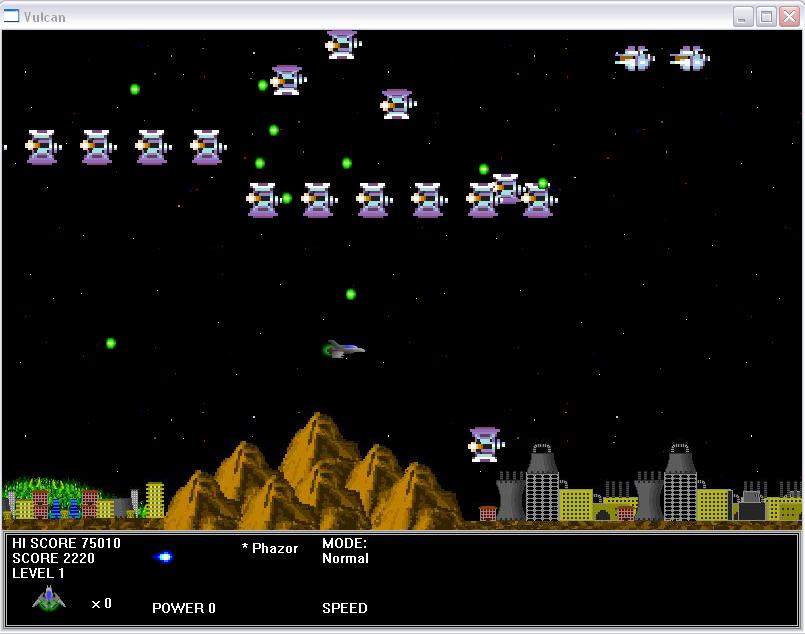 Vulcan
HI SCORE 75010
SCORE 2220
LEVEL 1
* Phazor
MODE:
Normal
x 0
POWER 0
SPEED